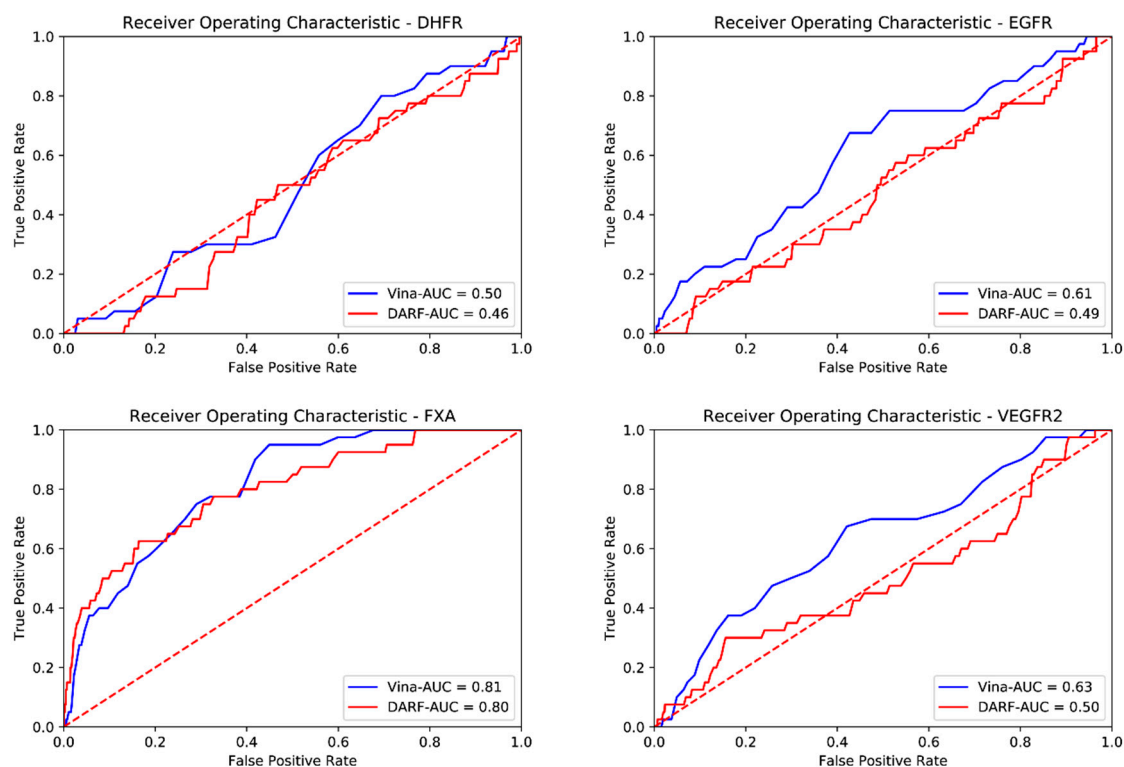 Receiver Operating Characteristic - DHFR
1.0
0.8
0.6
0.4
0.2
0.0
True Positive Rate
Vina-AUC = 0.50
DARF-AUC = 0.46
0.0 0.2 0.4 0.6 0.8 1.0
False Positive Rate
Receiver Operating Characteristic - EGFR
1.0
0.8
0.6
0.4
0.2
0.0
True Positive Rate
Vina-AUC = 0.61
DARF-AUC = 0.49
0.0 0.2 0.4 0.6 0.8 1.0
False Positive Rate
Receiver Operating Characteristic - FXA
1.0
0.8
0.6
0.4
0.2
0.0
True Positive Rate
Vina-AUC = 0.81
DARF-AUC = 0.80
0.0 0.2 0.4 0.6 0.8 1.0
False Positive Rate
Receiver Operating Characteristic - VEGFR2
1.0
0.8
0.6
0.4
0.2
0.0
True Positive Rate
Vina-AUC = 0.63
DARF-AUC = 0.50
0.0 0.2 0.4 0.6 0.8 1.0
False Positive Rate